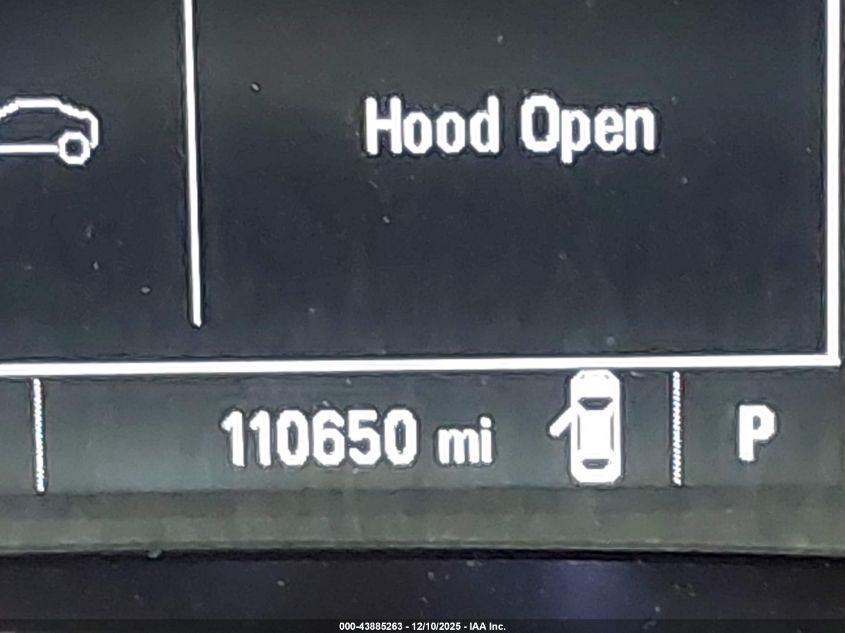 Hood Open
110650 mi
P
000-43885263 - 12/10/2025 - IAA Inc.